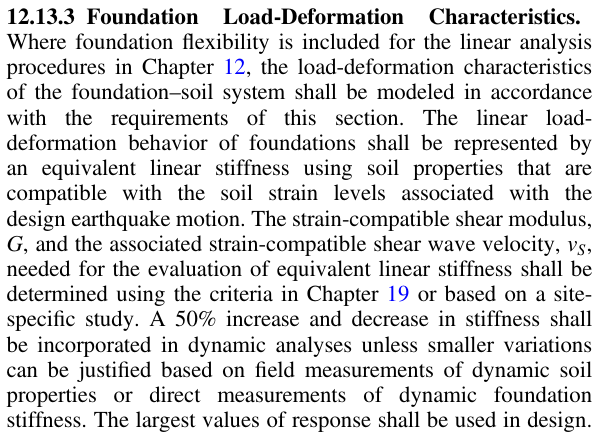 12.13.3 Foundation Load-Deformation Characteristics.
Where foundation flexibility is included for the linear analysis
procedures in Chapter 12, the load-deformation characteristics
of the foundation–soil system shall be modeled in accordance
with the requirements of this section. The linear load-
deformation behavior of foundations shall be represented by
an equivalent linear stiffness using soil properties that are
compatible with the soil strain levels associated with the
design earthquake motion. The strain-compatible shear modulus,
G, and the associated strain-compatible shear wave velocity, vS,
needed for the evaluation of equivalent linear stiffness shall be
determined using the criteria in Chapter 19 or based on a site-
specific study. A 50% increase and decrease in stiffness shall
be incorporated in dynamic analyses unless smaller variations
can be justified based on field measurements of dynamic soil
properties or direct measurements of dynamic foundation
stiffness. The largest values of response shall be used in design.